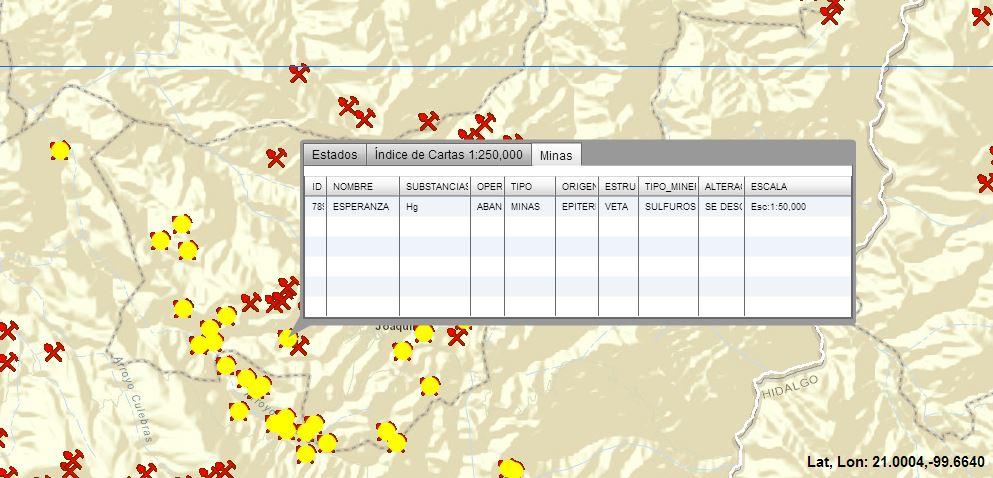 Estados Índice de Cartas 1:250,000 Minas
ID NOMBRE SUBSTANCIAS OPER TIPO ORIGEN ESTRU TIPO_MINE ALTERA ESCALA
ESPERANZA Hg ABAN MINAS EPITER VETA SULFUROS SE DESC Esc:1:50,000
Joaquí
HIDALGO
Arroyo Culebras
Lat, Lon: 21.0004,-99.6640